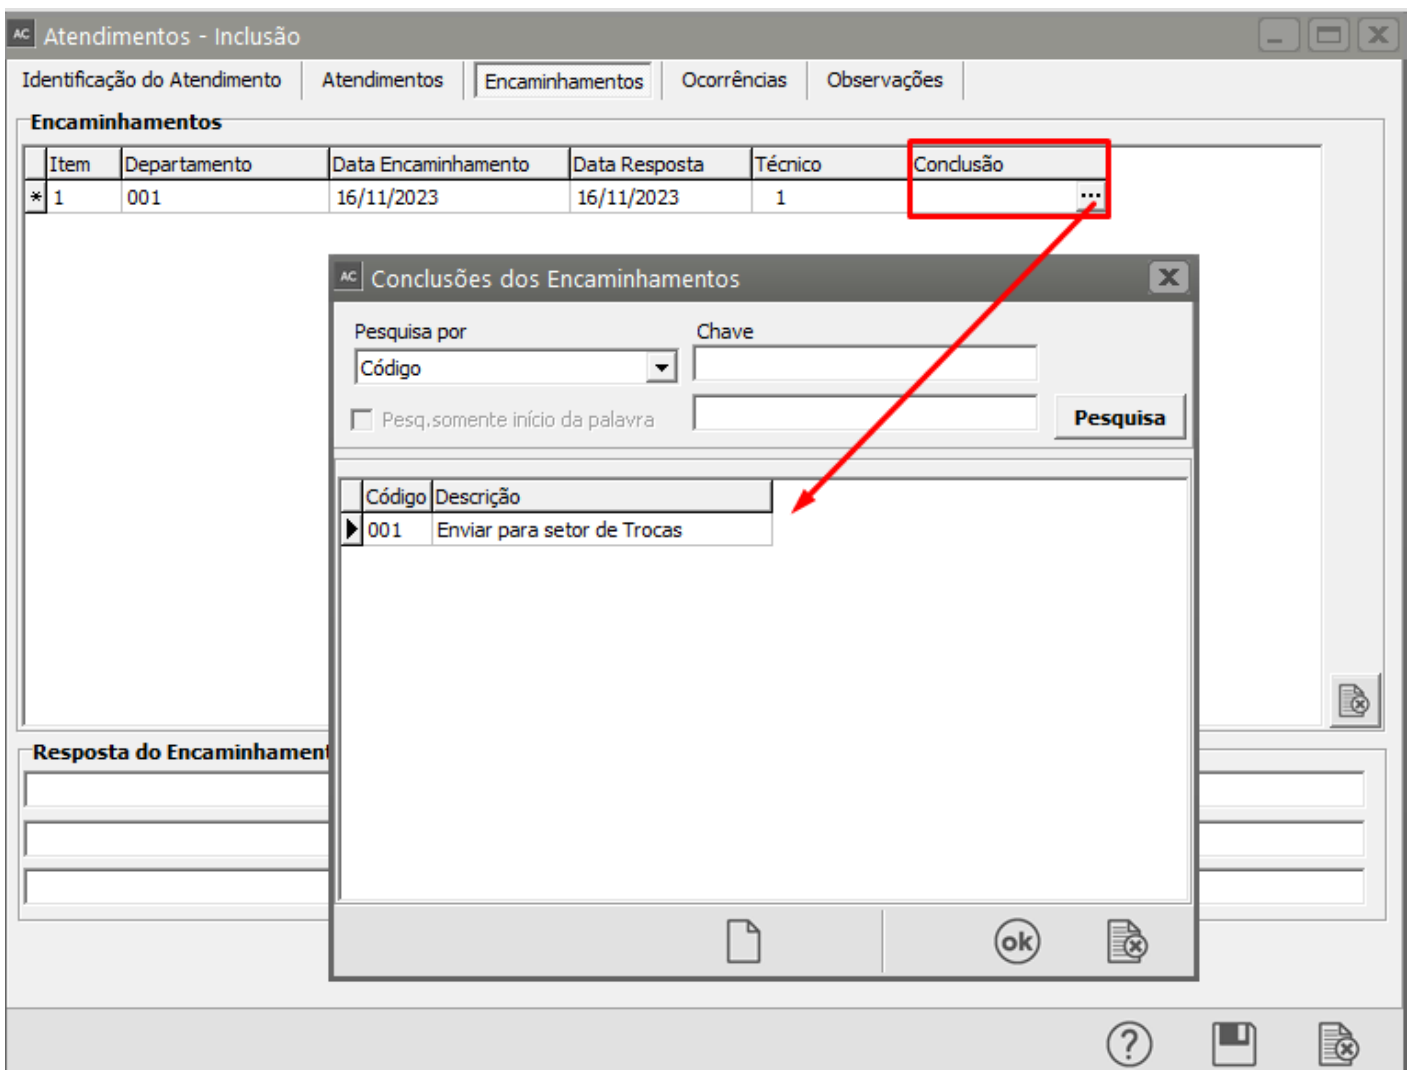 AC Atendimentos - Inclusão
Identificação do Atendimento Atendimentos Encaminhamentos Ocorrências Observações
Encaminhamentos
Item Departamento Data Encaminhamento Data Resposta Técnico Conclusão
* 1 001 16/11/2023 16/11/2023 1 ...
AC Conclusões dos Encaminhamentos
Pesquisa por Chave
Código
Pesq.somente início da palavra Pesquisa
Código Descrição
001 Enviar para setor de Trocas
Resposta do Encaminhament
ok
?